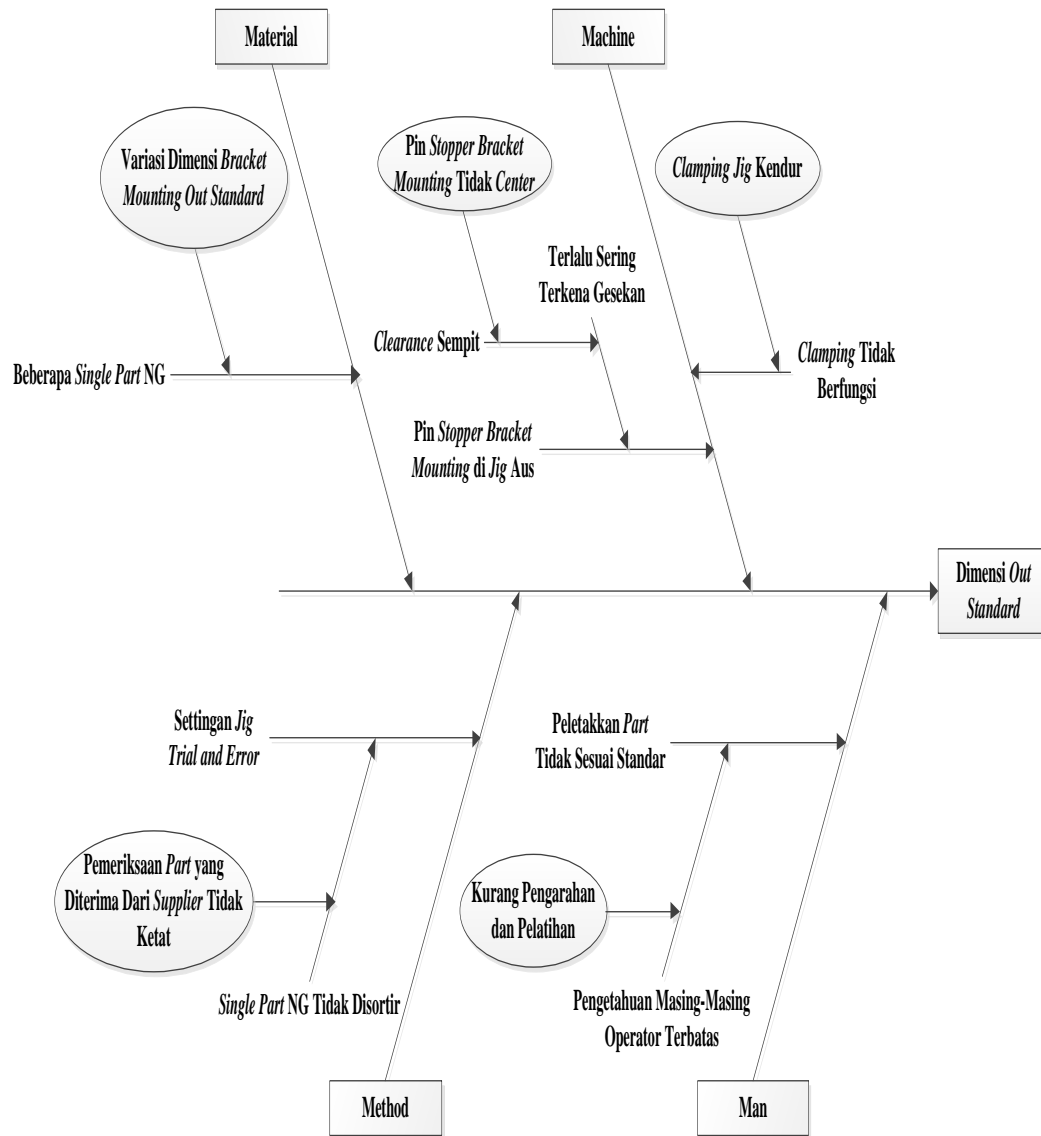 Material
Machine
Variasi Dimensi Bracket
Mounting Out Standard
Pin Stopper Bracket
Mounting Tidak Center
Clamping Jig Kendur
Terlalu Sering
Terkena Gesekan
Clearance Sempit
Clamping Tidak
Berfungsi
Beberapa Single Part NG
Pin Stopper Bracket
Mounting di Jig Aus
Dimensi Out
Standard
Settingan Jig
Trial and Error
Peletakkan Part
Tidak Sesuai Standar
Pemeriksaan Part yang
Diterima Dari Supplier Tidak
Ketat
Kurang Pengarahan
dan Pelatihan
Single Part NG Tidak Disortir
Pengetahuan Masing-Masing
Operator Terbatas
Method
Man